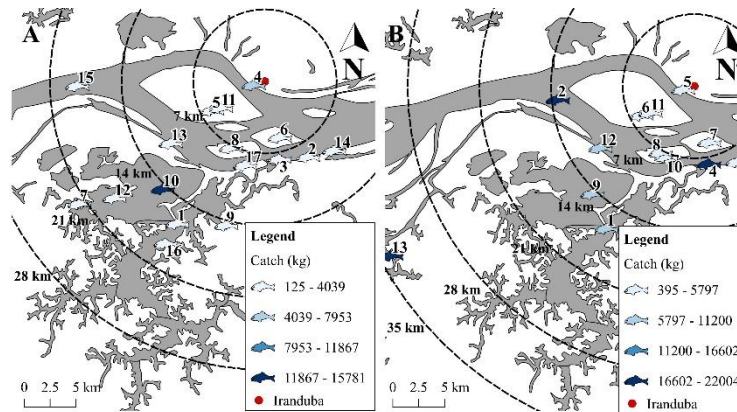 A
N
15
4
5
11
7 km
13
8
6
2
14
17
3
14 km
10
7
12
21 km
1
9
16
28 km
Legend
Catch (kg)
125 - 4039
4039 - 7953
7953 - 11867
11867 - 15781
Iranduba
0 2.5 5 km
B
N
2
5
6
11
12
7 km
8
10
7
4
9
14 km
1
13
21 km
28 km
35 km
Legend
Catch (kg)
395 - 5797
5797 - 11200
11200 - 16602
16602 - 22004
Iranduba
0 2.5 5 km